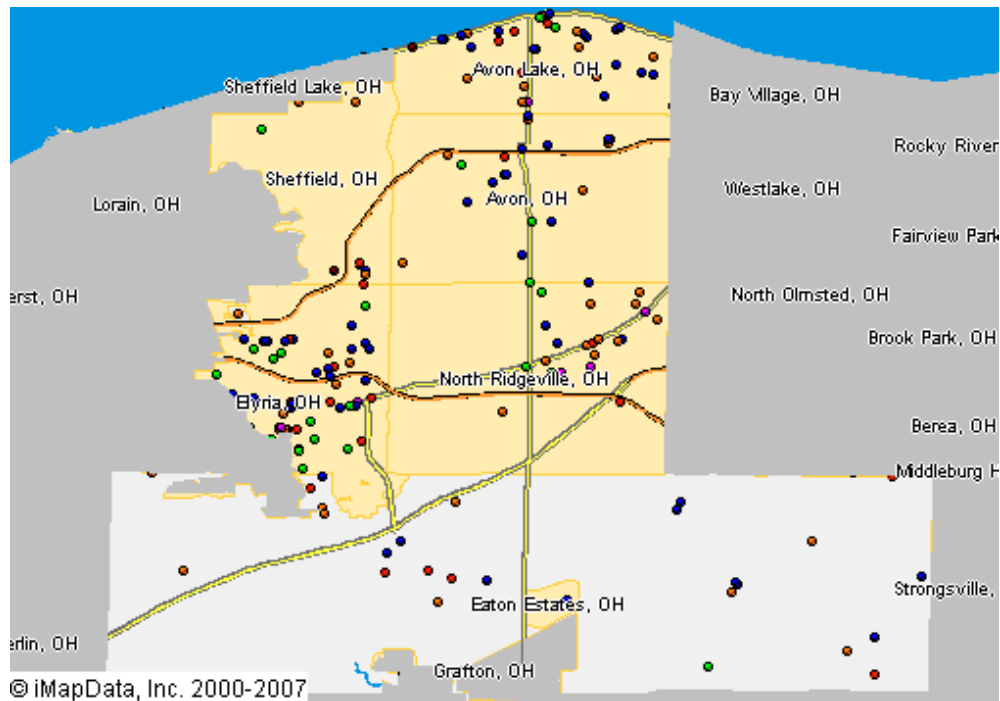 Avon Lake, OH
Sheffield Lake, OH
Bay Village, OH
Rocky River
Sheffield, OH
Westlake, OH
Lorain, OH
Avon, OH
Fairview Park
erst, OH
North Olmsted, OH
Brook Park, OH
North Ridgeville, OH
Elyria, OH
Berea, OH
Middleburg H
Strongsville,
Eaton Estates, OH
erlin, OH
Grafton, OH
© iMapData, Inc. 2000-2007